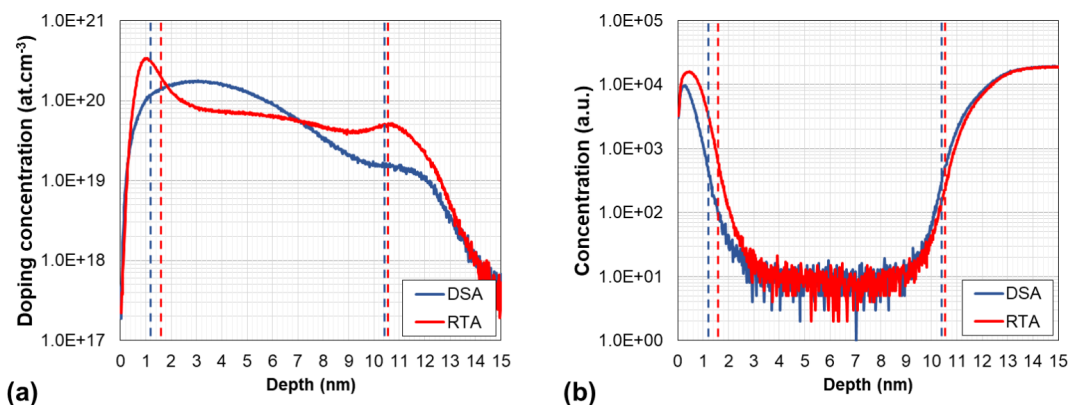 Doping concentration (at.cm⁻³)
1.0E+21
1.0E+20
1.0E+19
1.0E+18
1.0E+17
0 1 2 3 4 5 6 7 8 9 10 11 12 13 14 15
Depth (nm)
DSA
RTA
(a)
Concentration (a.u.)
1.0E+05
1.0E+04
1.0E+03
1.0E+02
1.0E+01
1.0E+00
0 1 2 3 4 5 6 7 8 9 10 11 12 13 14 15
Depth (nm)
DSA
RTA
(b)